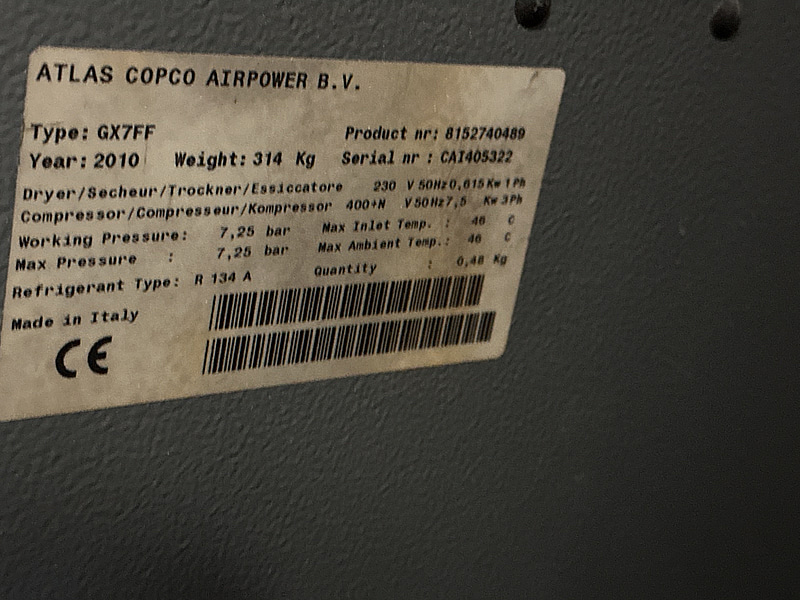 ATLAS COPCO AIRPOWER B.V.
Type: GX7FF Product nr: 8152740489
Year: 2010 Weight: 314 Kg Serial nr : CAI405322
Dryer/Secheur/Trockner/Essiccatore 230 V 50Hz 0,615 Kw 1Ph
Compressor/Compresseur/Kompressor 400+N V 50Hz 7,5 Kw 3Ph
Working Pressure: 7,25 bar Max Inlet Temp. : 46 C
Max Pressure : 7,25 bar Max Ambient Temp.: 46 C
Refrigerant Type: R 134 A Quantity : 0,48 Kg
Made in Italy
CE